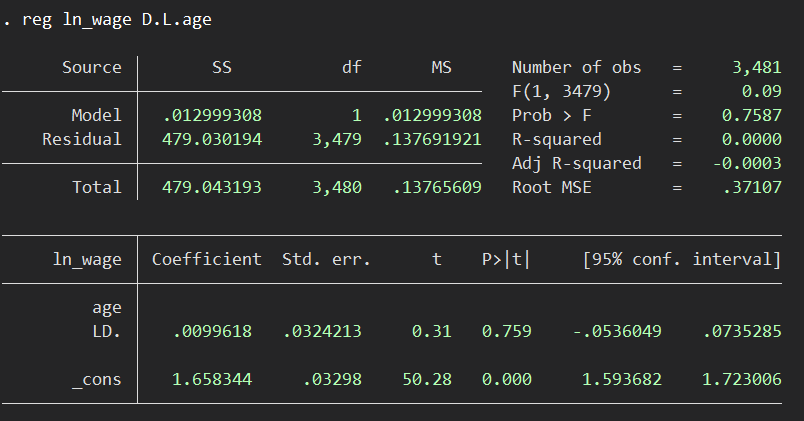 . reg ln_wage D.L.age
Source | SS df MS Number of obs = 3,481
F(1, 3479) = 0.09
Model | .012999308 1 .012999308 Prob > F = 0.7587
Residual | 479.030194 3,479 .137691921 R-squared = 0.0000
Adj R-squared = -0.0003
Total | 479.043193 3,480 .13765609 Root MSE = .37107
ln_wage | Coefficient Std. err. t P>|t| [95% conf. interval]
age
LD. | .0099618 .0324213 0.31 0.759 -.0536049 .0735285
_cons | 1.658344 .03298 50.28 0.000 1.593682 1.723006